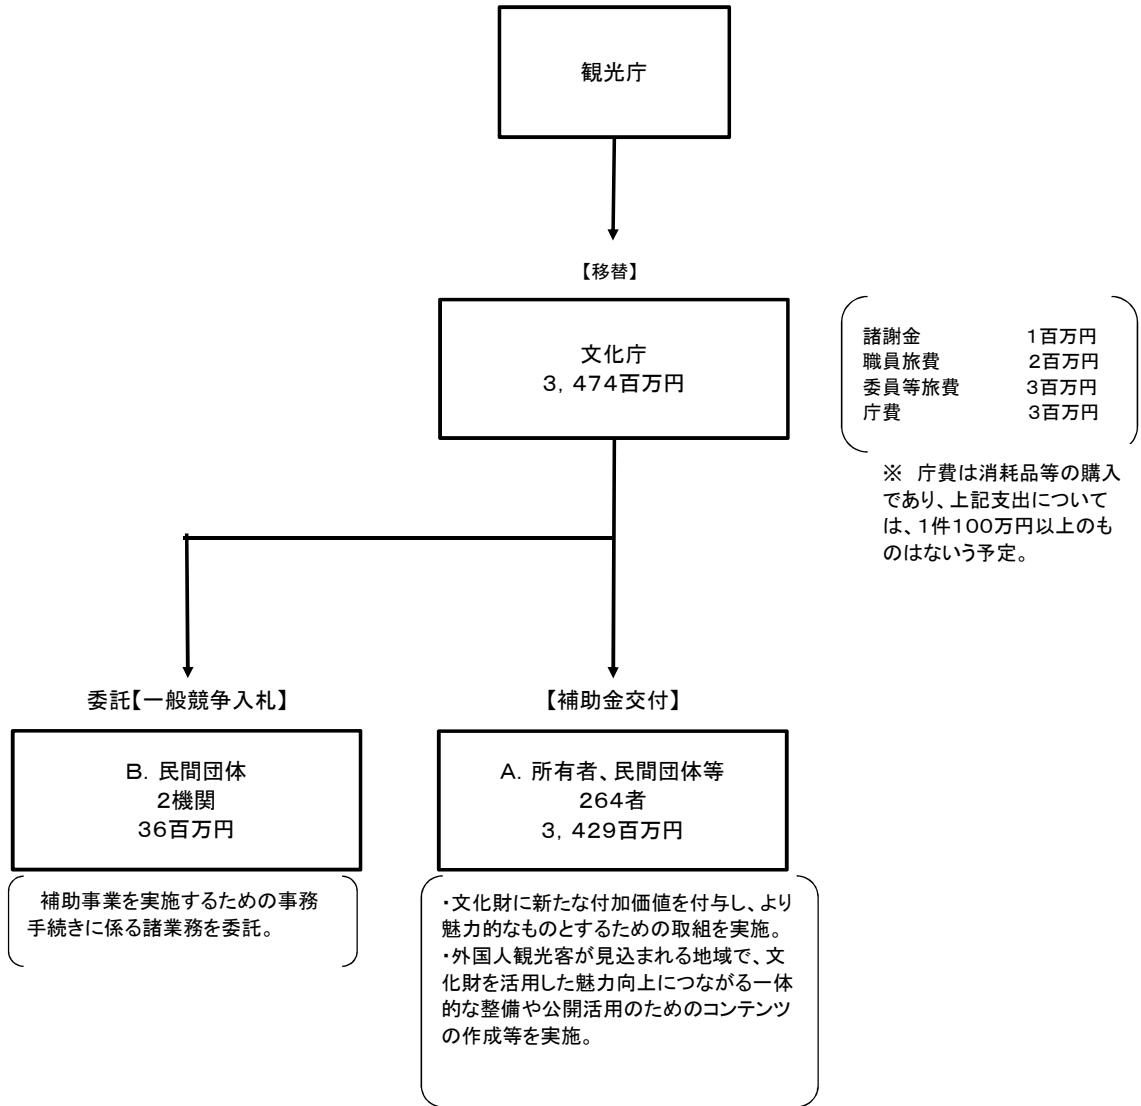 観光庁
【移替】
文化庁
3,474百万円
諸謝金 1百万円
職員旅費 2百万円
委員等旅費 3百万円
庁費 3百万円
※ 庁費は消耗品等の購入
であり、上記支出について
は、1件100万円以上のも
のはないう予定。
委託【一般競争入札】
B. 民間団体
2機関
36百万円
補助事業を実施するための事務
手続きに係る諸業務を委託。
【補助金交付】
A. 所有者、民間団体等
264者
3,429百万円
・文化財に新たな付加価値を付与し、より
魅力的なものとするための取組を実施。
・外国人観光客が見込まれる地域で、文
化財を活用した魅力向上につながる一体
的な整備や公開活用のためのコンテンツ
の作成等を実施。